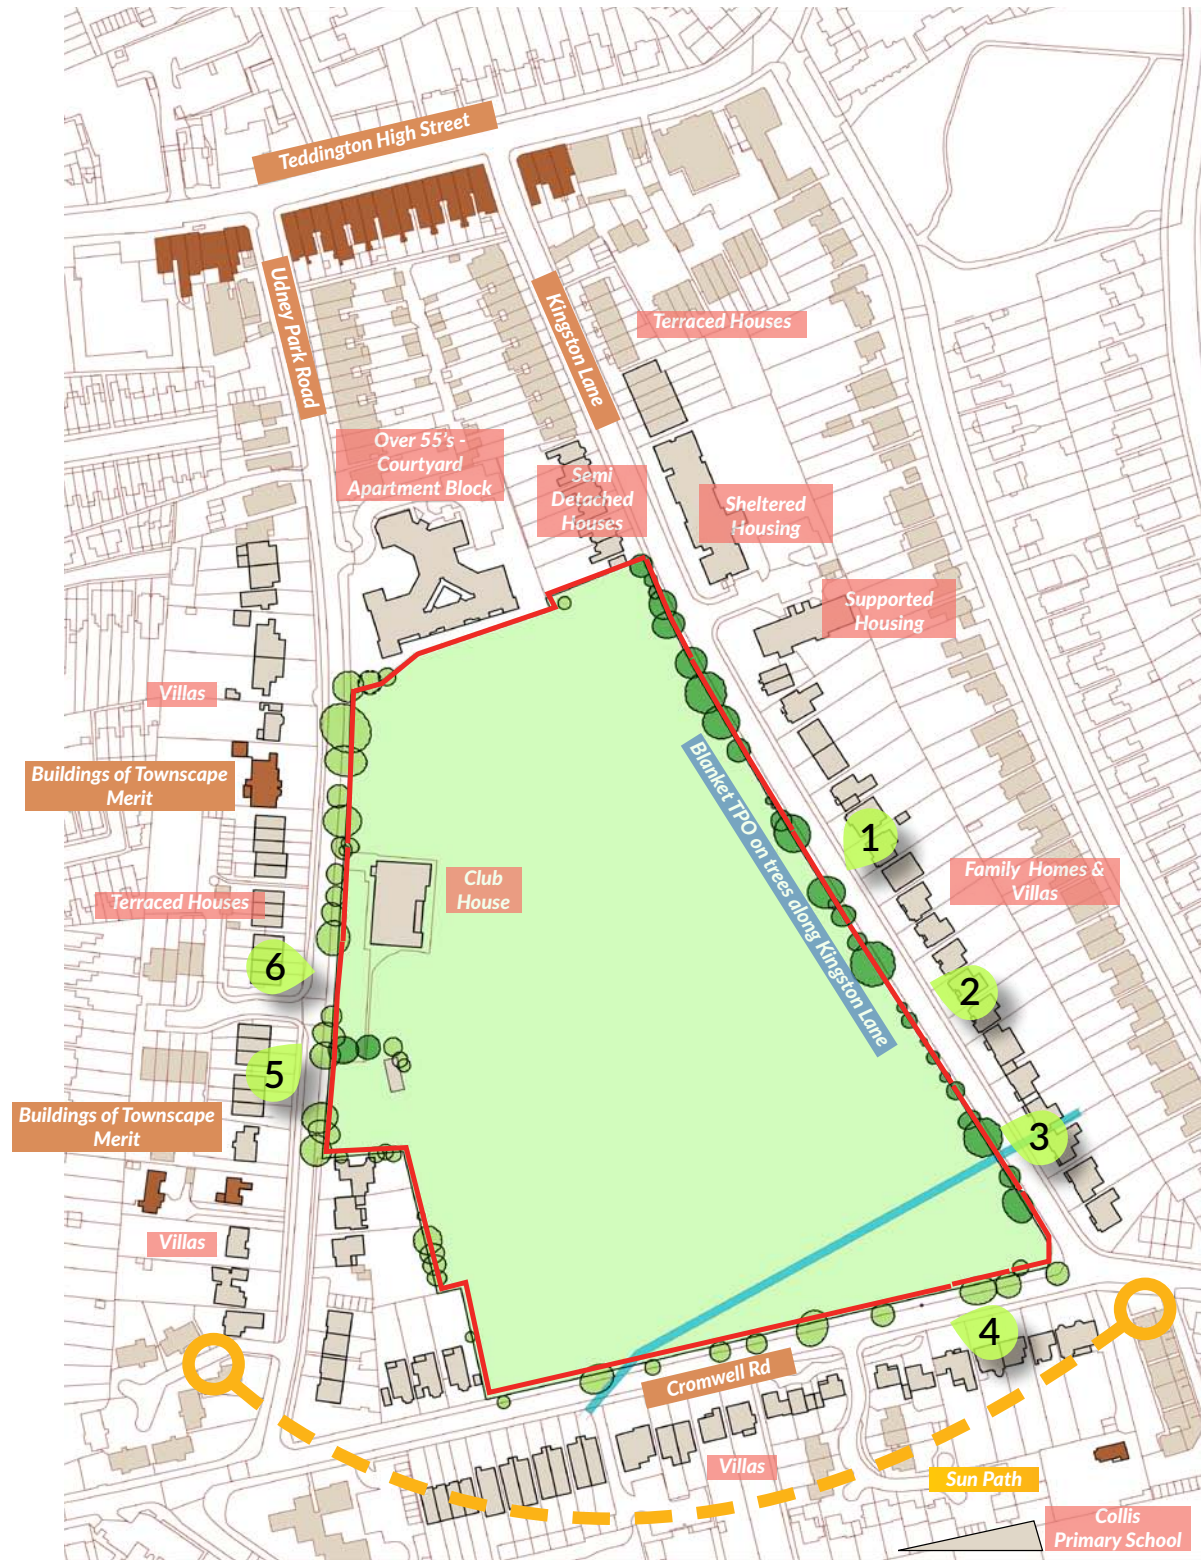 Teddington High Street
Udney Park Road
Kingston Lane
Terraced Houses
Over 55's -
Courtyard
Apartment Block
Semi
Detached
Houses
Sheltered
Housing
Supported
Housing
Villas
Buildings of Townscape
Merit
Blanket TPO on trees along Kingston Lane
1
Club
House
Family Homes &
Villas
Terraced Houses
6
2
5
Buildings of Townscape
Merit
3
Villas
4
Cromwell Rd
Villas
Sun Path
Collis
Primary School